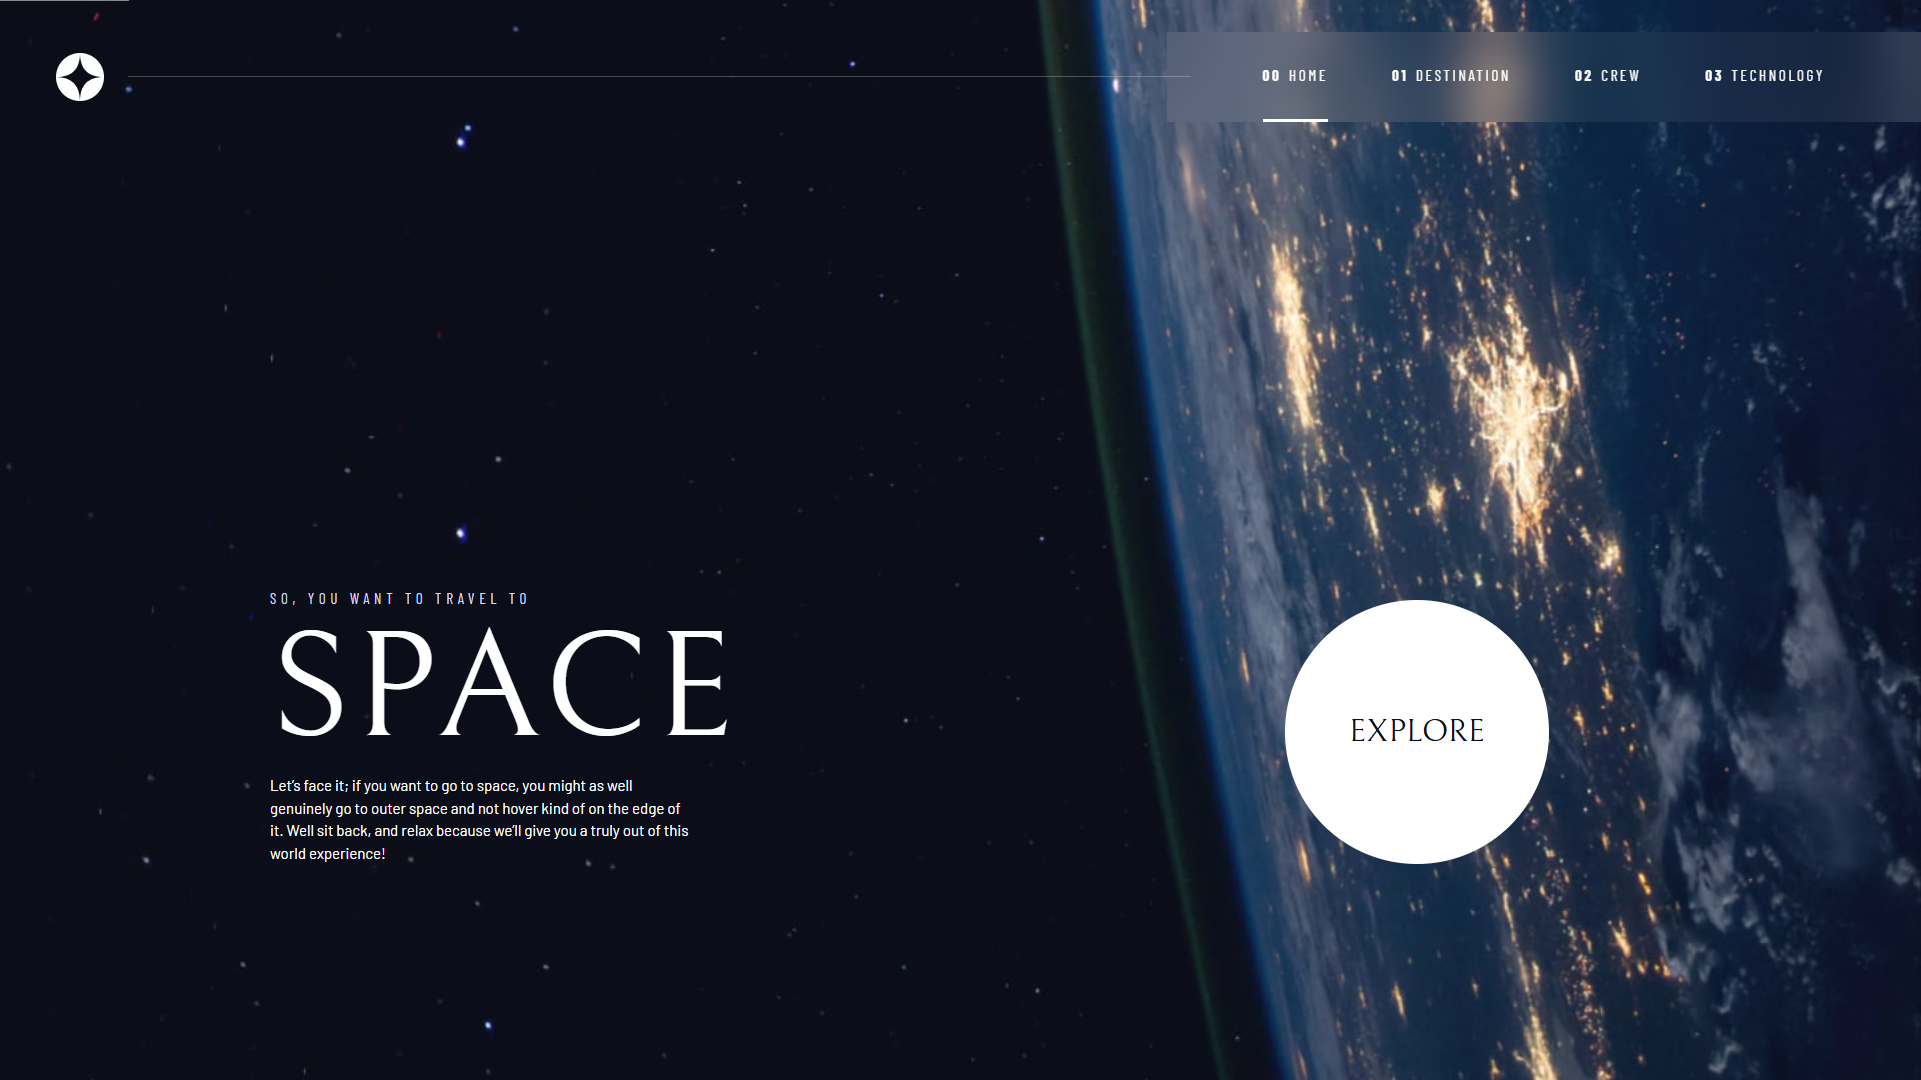 00 HOME 01 DESTINATION 02 CREW 03 TECHNOLOGY
SO, YOU WANT TO TRAVEL TO
SPACE
Let’s face it; if you want to go to space, you might as well
genuinely go to outer space and not hover kind of on the edge of
it. Well sit back, and relax because we’ll give you a truly out of this
world experience!
EXPLORE